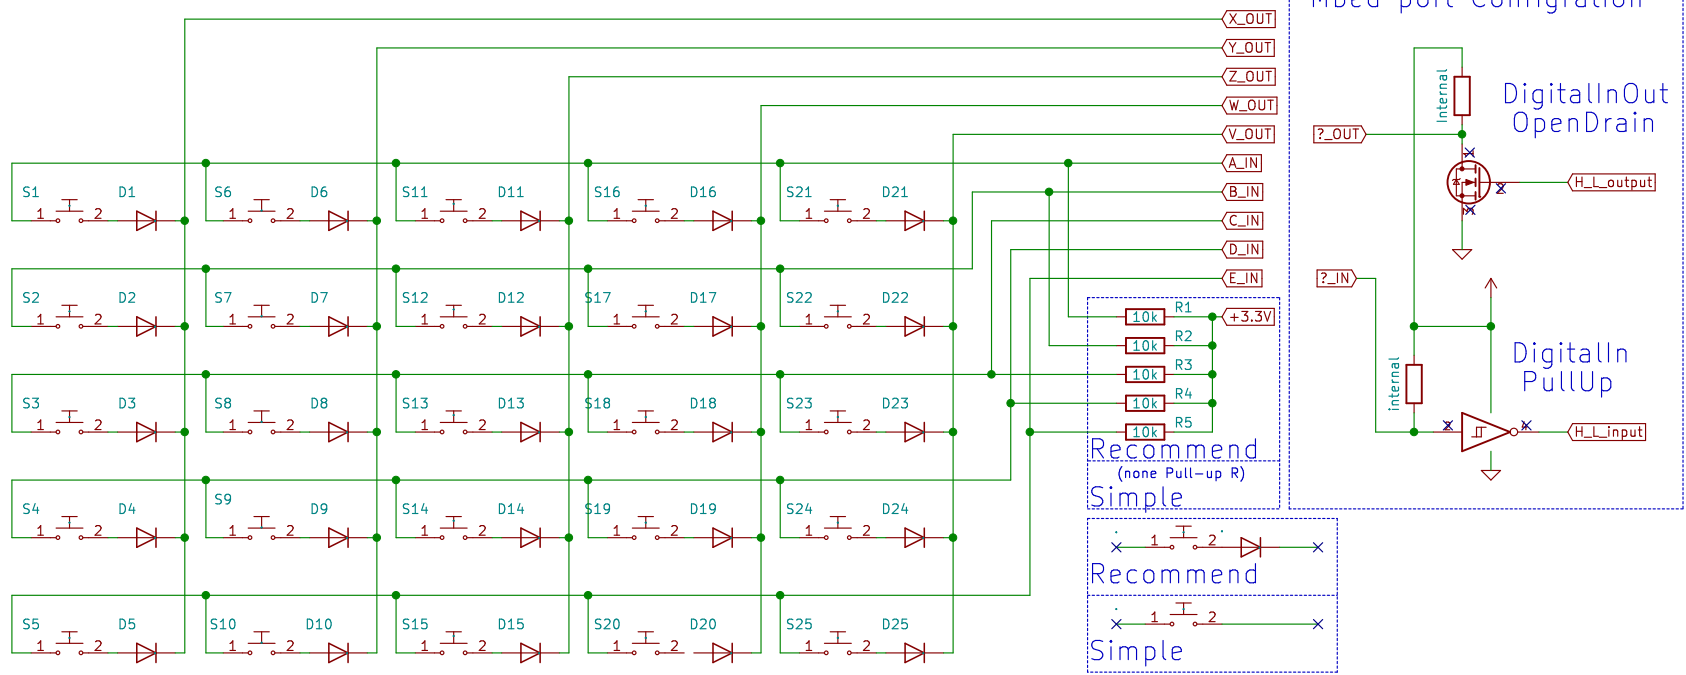 Mbed port Configration
X_OUT
Y_OUT
Z_OUT
W_OUT
V_OUT
A_IN
B_IN
C_IN
D_IN
E_IN
S1 D1 S6 D6 S11 D11 S16 D16 S21 D21
1 2 1 2 1 2 1 2 1 2
S2 D2 S7 D7 S12 D12 S17 D17 S22 D22
1 2 1 2 1 2 1 2 1 2
S3 D3 S8 D8 S13 D13 S18 D18 S23 D23
1 2 1 2 1 2 1 2 1 2
S4 D4 S9 D9 S14 D14 S19 D19 S24 D24
1 2 1 2 1 2 1 2 1 2
S5 D5 S10 D10 S15 D15 S20 D20 S25 D25
1 2 1 2 1 2 1 2 1 2
10k R1 +3.3V
10k R2
10k R3
10k R4
10k R5
Recommend
(none Pull-up R)
Simple
1 2
Recommend
1 2
Simple
Internal
DigitalInOut
OpenDrain
?_OUT
H_L_output
?_IN
DigitalIn
PullUp
internal
H_L_input